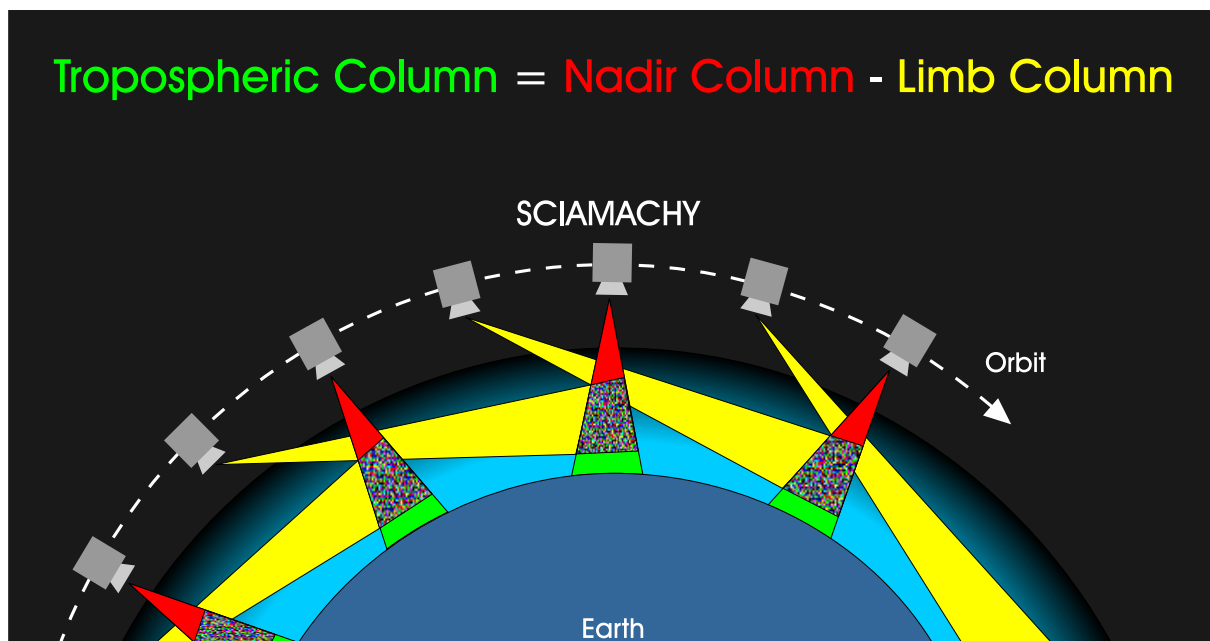 Tropospheric Column = Nadir Column - Limb Column
SCIAMACHY
Orbit
Earth